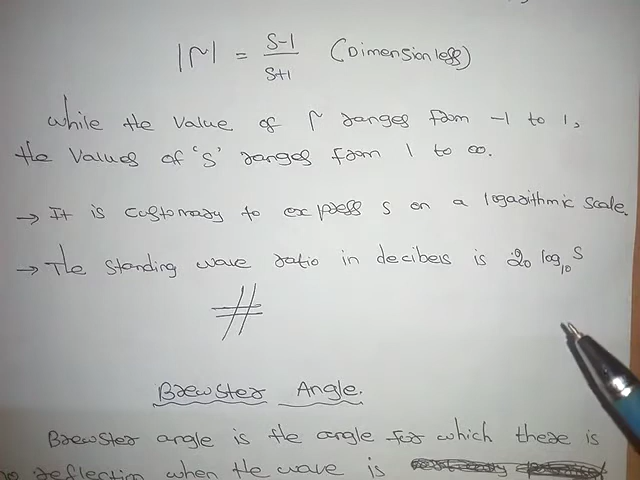 |Γ| = S-1/S+1 (Dimensionless)
While the value of Γ ranges from -1 to 1,
the values of 'S' ranges from 1 to ∞.
→ It is customary to express S on a logarithmic scale.
→ The standing wave ratio in decibels is 20 log₁₀ S
#
Brewster Angle.
Brewster angle is the angle for which there is
no reflection when the wave is